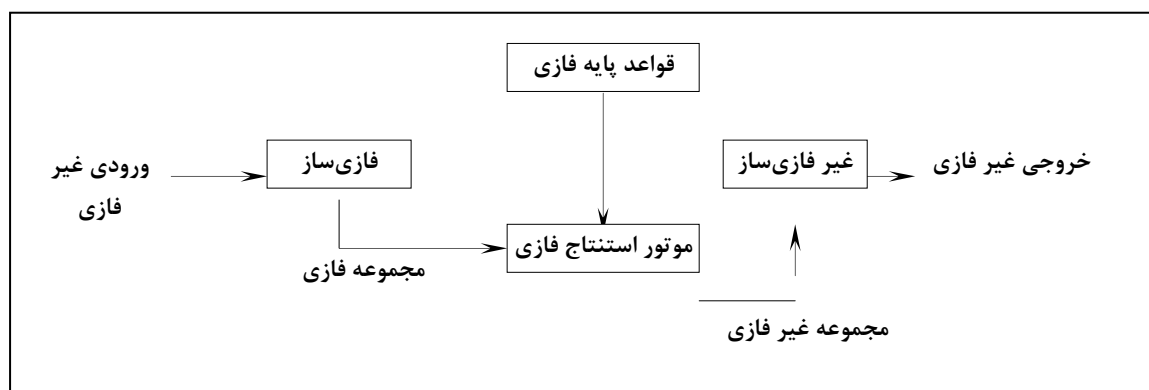 قواعد پایه فازی
ورودی غیر
فازی
فازی‌ساز
غیر فازی‌ساز
خروجی غیر فازی
موتور استنتاج فازی
مجموعه فازی
مجموعه غیر فازی